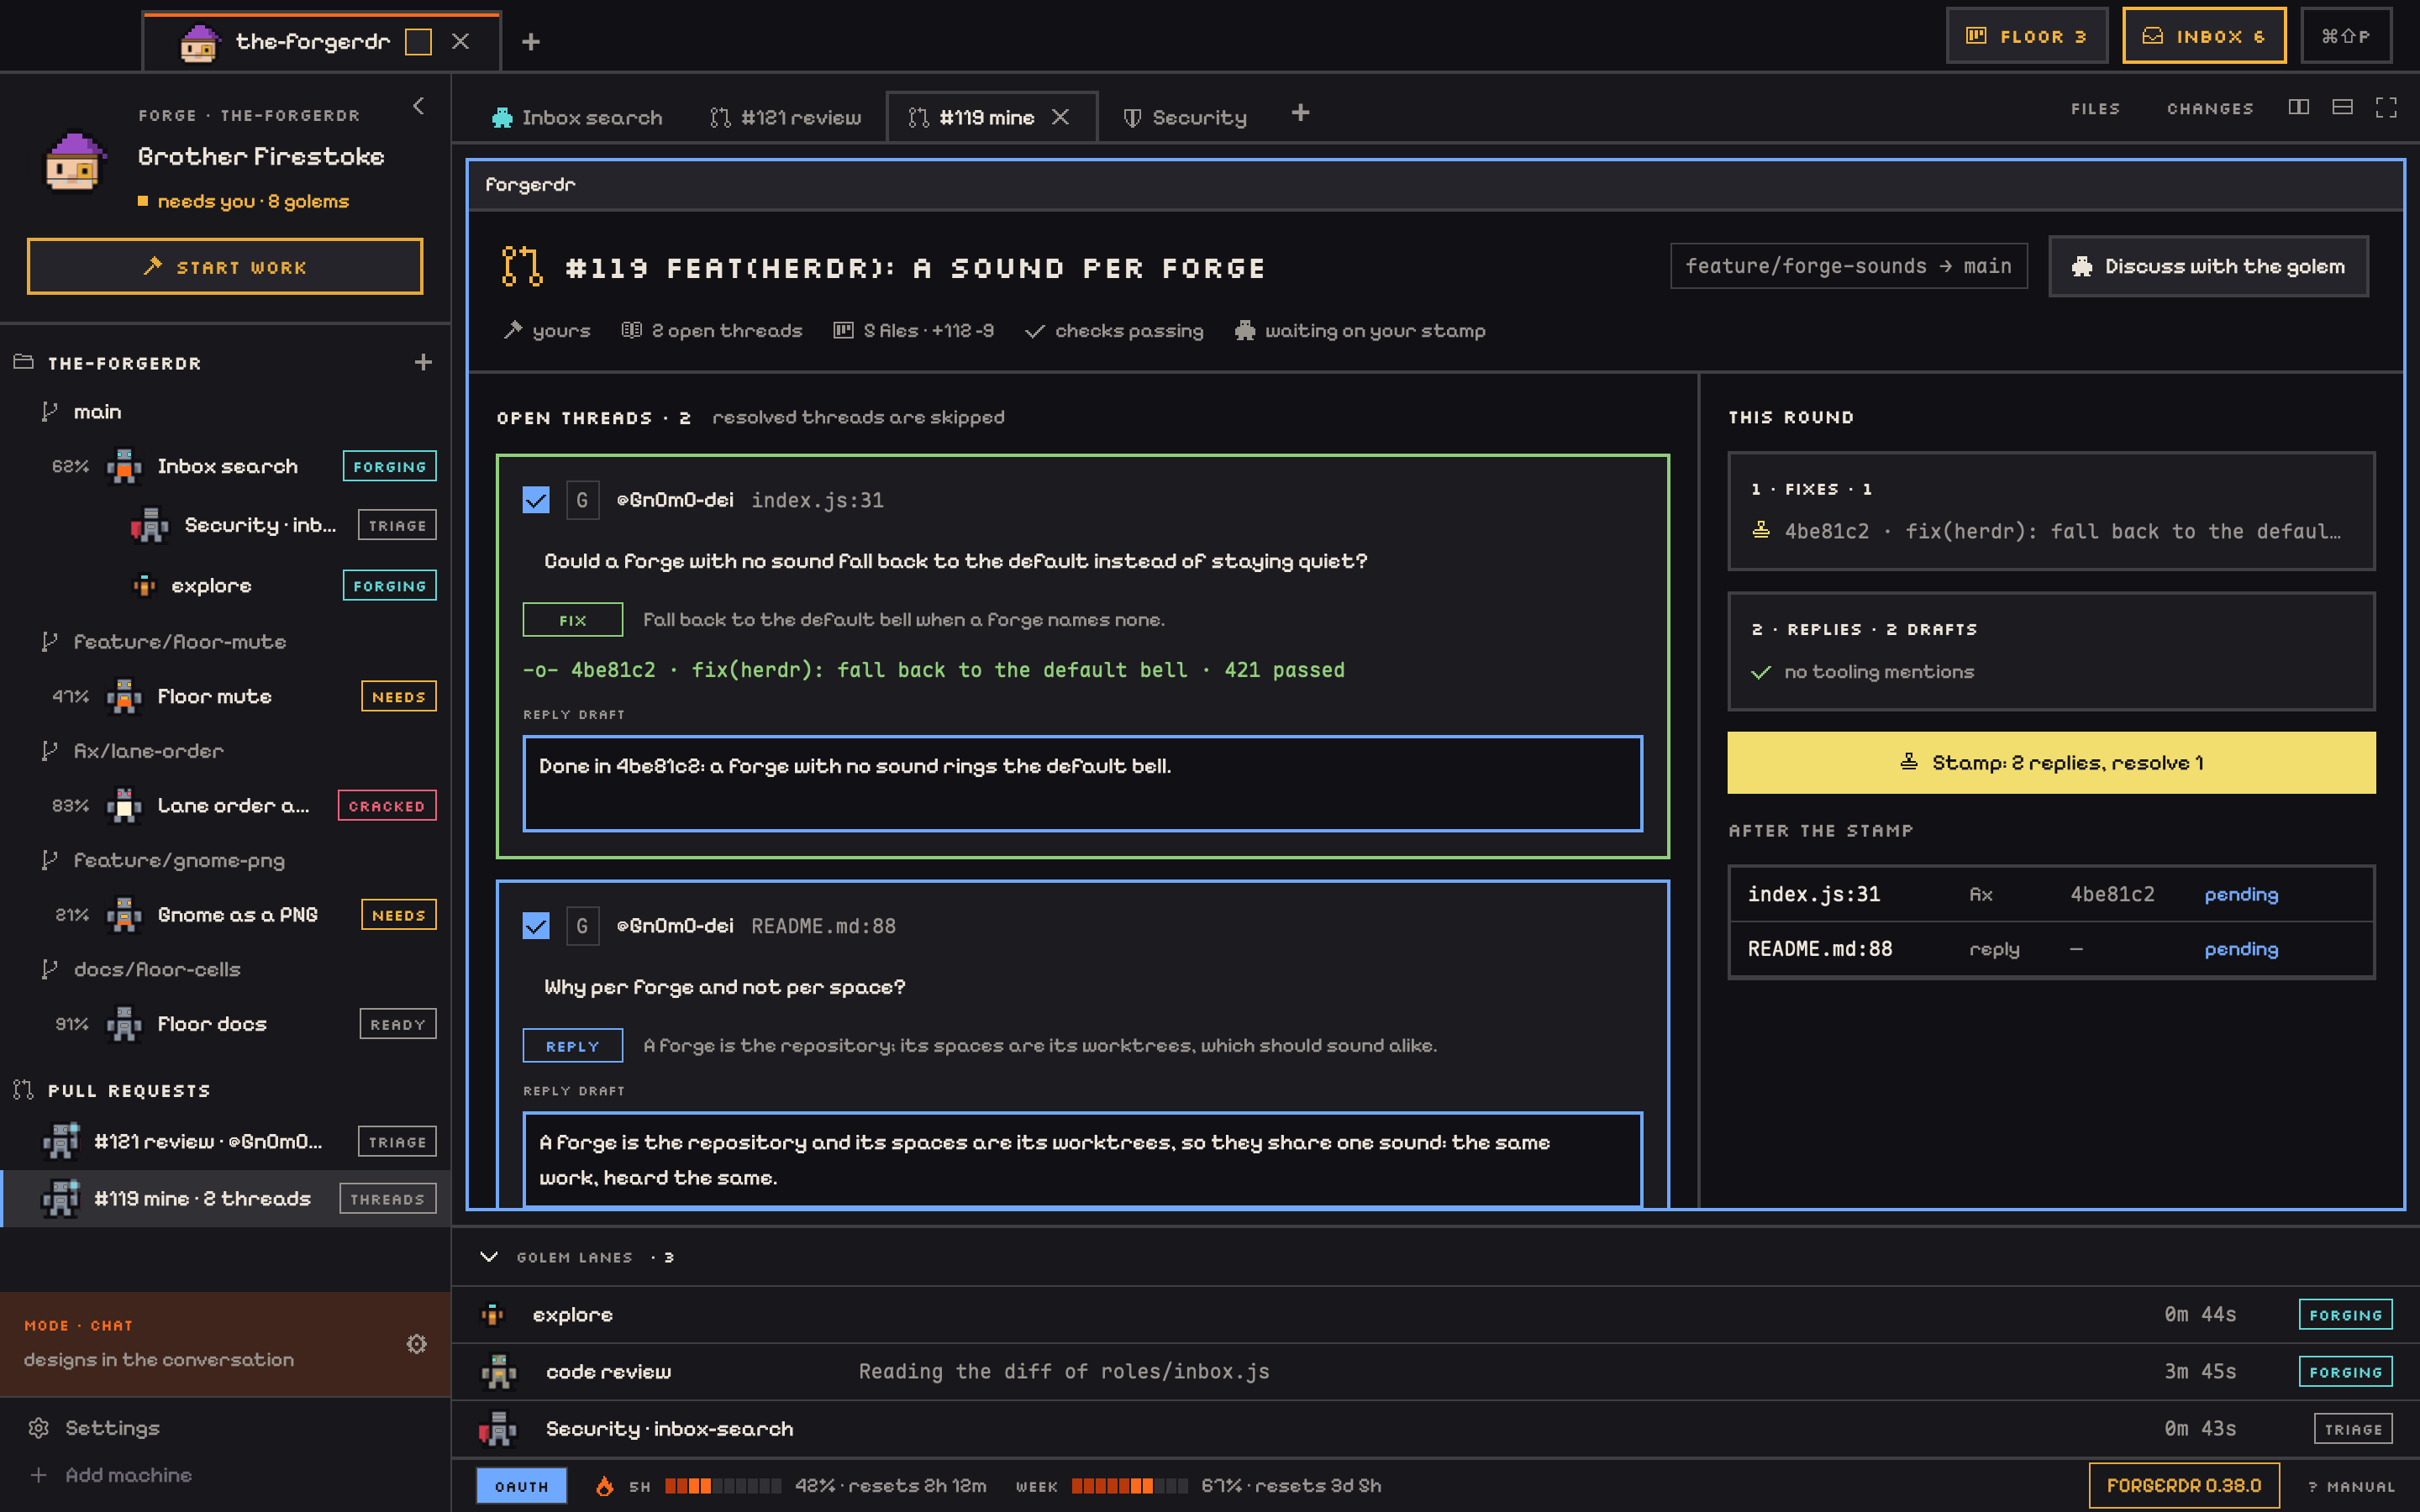 the-forgerdr
FLOOR 3
INBOX 6
⌘⇧P
FORGE · THE-FORGERDR
Brother Firestoke
needs you · 8 golems
START WORK
THE-FORGERDR
main
62% Inbox search FORGING
Security · inb... TRIAGE
explore FORGING
feature/floor-mute
47% Floor mute NEEDS
fix/lane-order
83% Lane order a... CRACKED
feature/gnome-png
21% Gnome as a PNG NEEDS
docs/floor-cells
91% Floor docs READY
PULL REQUESTS
#121 review · @Gn0m0... TRIAGE
#119 mine · 2 threads THREADS
MODE · CHAT
designs in the conversation
Settings
Add machine
Inbox search
#121 review
#119 mine
Security
FILES
CHANGES
forgerdr
#119 FEAT(HERDR): A SOUND PER FORGE
feature/forge-sounds → main
Discuss with the golem
yours
2 open threads
8 files · +112 -9
checks passing
waiting on your stamp
OPEN THREADS · 2 resolved threads are skipped
G @Gn0m0-dei index.js:31
Could a forge with no sound fall back to the default instead of staying quiet?
FIX Fall back to the default bell when a forge names none.
-o- 4be81c2 · fix(herdr): fall back to the default bell · 421 passed
REPLY DRAFT
Done in 4be81c2: a forge with no sound rings the default bell.
G @Gn0m0-dei README.md:88
Why per forge and not per space?
REPLY A forge is the repository; its spaces are its worktrees, which should sound alike.
REPLY DRAFT
A forge is the repository and its spaces are its worktrees, so they share one sound: the same
work, heard the same.
THIS ROUND
1 · FIXES · 1
4be81c2 · fix(herdr): fall back to the defaul…
2 · REPLIES · 2 DRAFTS
no tooling mentions
Stamp: 2 replies, resolve 1
AFTER THE STAMP
index.js:31 fix 4be81c2 pending
README.md:88 reply — pending
GOLEM LANES · 3
explore 0m 44s FORGING
code review Reading the diff of roles/inbox.js 3m 45s FORGING
Security · inbox-search 0m 43s TRIAGE
OAUTH 5H 42% · resets 2h 12m WEEK 67% · resets 3d 8h
FORGERDR 0.38.0
? MANUAL